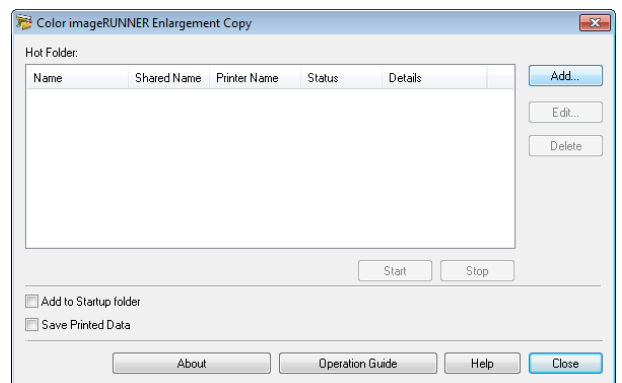 Color imageRUNNER Enlargement Copy
Hot Folder:
Name Shared Name Printer Name Status Details
Add...
Edit...
Delete
Start Stop
Add to Startup folder
Save Printed Data
About Operation Guide Help Close